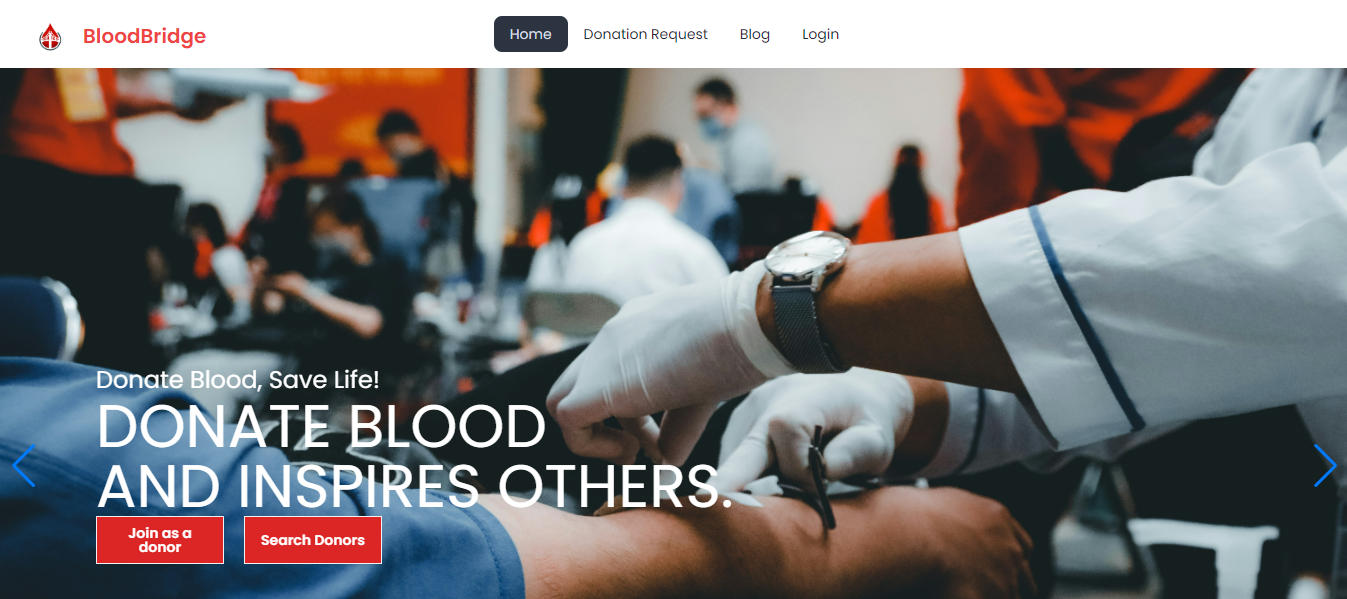 BloodBridge
Home
Donation Request
Blog
Login
Donate Blood, Save Life!
DONATE BLOOD
AND INSPIRES OTHERS.
Join as a
donor
Search Donors